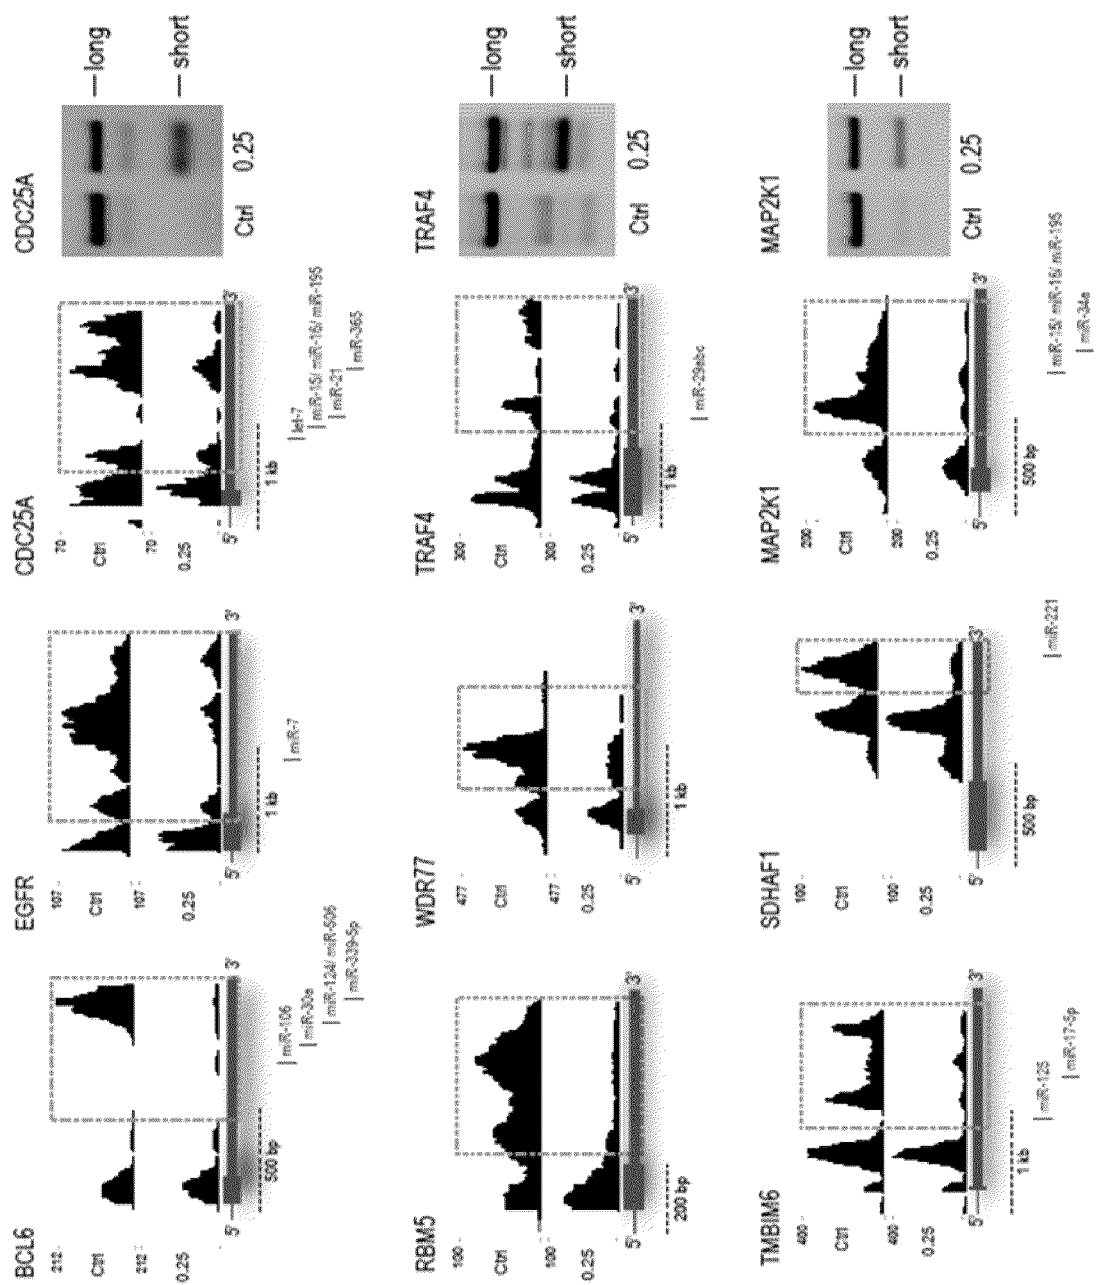 BCL6
212
Ctrl
212
0.25
5'
3'
500 bp
miR-106
miR-30a
miR-124/ miR-506
miR-339-5p
EGFR
107
Ctrl
107
0.25
5'
3'
1 kb
miR-7
CDC25A
70
Ctrl
70
0.25
5'
3'
1 kb
let-7
miR-15/ miR-16/ miR-195
miR-21
miR-365
CDC25A
long
short
Ctrl 0.25
RBM5
100
Ctrl
100
0.25
5'
3'
200 bp
WDR77
477
Ctrl
477
0.25
5'
3'
1 kb
TRAF4
300
Ctrl
300
0.25
5'
3'
1 kb
miR-29abc
TRAF4
long
short
Ctrl 0.25
TMBIM6
400
Ctrl
400
0.25
5'
3'
1 kb
miR-125
miR-17-5p
SDHAF1
100
Ctrl
100
0.25
5'
3'
500 bp
miR-221
MAP2K1
200
Ctrl
200
0.25
5'
3'
500 bp
miR-15/ miR-16/ miR-195
miR-34a
MAP2K1
long
short
Ctrl 0.25